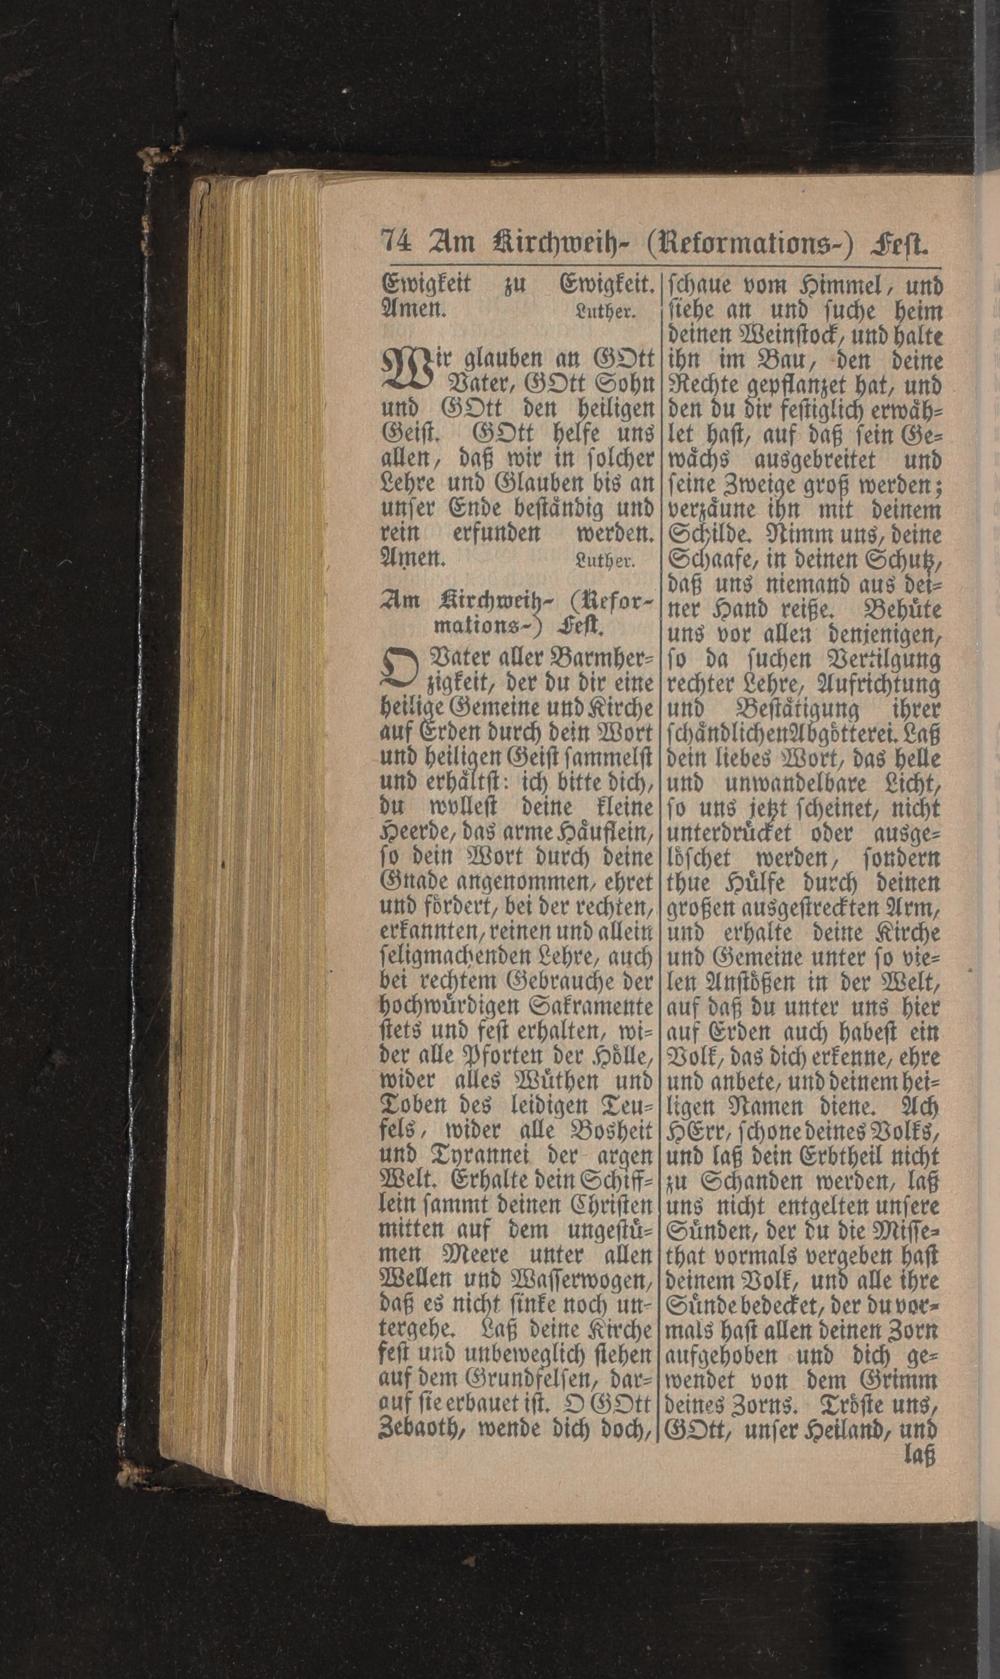 74 Am Kirchweih- (Reformations-) Fest.
Ewigkeit zu Ewigkeit.
Amen. Luther.
Wir glauben an GOtt
Vater, GOtt Sohn
und GOtt den heiligen
Geist. GOtt helfe uns
allen, daß wir in solcher
Lehre und Glauben bis an
unser Ende beständig und
rein erfunden werden.
Amen. Luther.
Am Kirchweih- (Refor-
mations-) Fest.
O Vater aller Barmher-
zigkeit, der du dir eine
heilige Gemeine und Kirche
auf Erden durch dein Wort
und heiligen Geist sammelst
und erhältst: ich bitte dich,
du wollest deine kleine
Heerde, das arme Häuflein,
so dein Wort durch deine
Gnade angenommen, ehret
und fördert, bei der rechten,
erkannten, reinen und allein
seligmachenden Lehre, auch
bei rechtem Gebrauche der
hochwürdigen Sakramente
stets und fest erhalten, wi-
der alle Pforten der Hölle,
wider alles Wüthen und
Toben des leidigen Teu-
fels, wider alle Bosheit
und Tyrannei der argen
Welt. Erhalte dein Schiff-
lein sammt deinen Christen
mitten auf dem ungestü-
men Meere unter allen
Wellen und Wasserwogen,
daß es nicht sinke noch un-
tergehe. Laß deine Kirche
fest und unbeweglich stehen
auf dem Grundfelsen, dar-
auf sie erbauet ist. O GOtt
Zebaoth, wende dich doch,
schaue vom Himmel, und
siehe an und suche heim
deinen Weinstock, und halte
ihn im Bau, den deine
Rechte gepflanzet hat, und
den du dir festiglich erwäh-
let hast, auf daß sein Ge-
wächs ausgebreitet und
seine Zweige groß werden;
verzäune ihn mit deinem
Schilde. Nimm uns, deine
Schaafe, in deinen Schutz,
daß uns niemand aus dei-
ner Hand reiße. Behüte
uns vor allen denjenigen,
so da suchen Vertilgung
rechter Lehre, Aufrichtung
und Bestätigung ihrer
schändlichen Abgötterei. Laß
dein liebes Wort, das helle
und unwandelbare Licht,
so uns jetzt scheinet, nicht
unterdrücket oder ausge-
löschet werden, sondern
thue Hülfe durch deinen
großen ausgestreckten Arm,
und erhalte deine Kirche
und Gemeine unter so vie-
len Anstößen in der Welt,
auf daß du unter uns hier
auf Erden auch habest ein
Volk, das dich erkenne, ehre
und anbete, und deinem hei-
ligen Namen diene. Ach
HErr, schone deines Volks,
und laß dein Erbtheil nicht
zu Schanden werden, laß
uns nicht entgelten unsere
Sünden, der du die Misse-
that vormals vergeben hast
deinem Volk, und alle ihre
Sünde bedecket, der du vor-
mals hast allen deinen Zorn
aufgehoben und dich ge-
wendet von dem Grimm
deines Zorns. Tröste uns,
GOtt, unser Heiland, und
laß